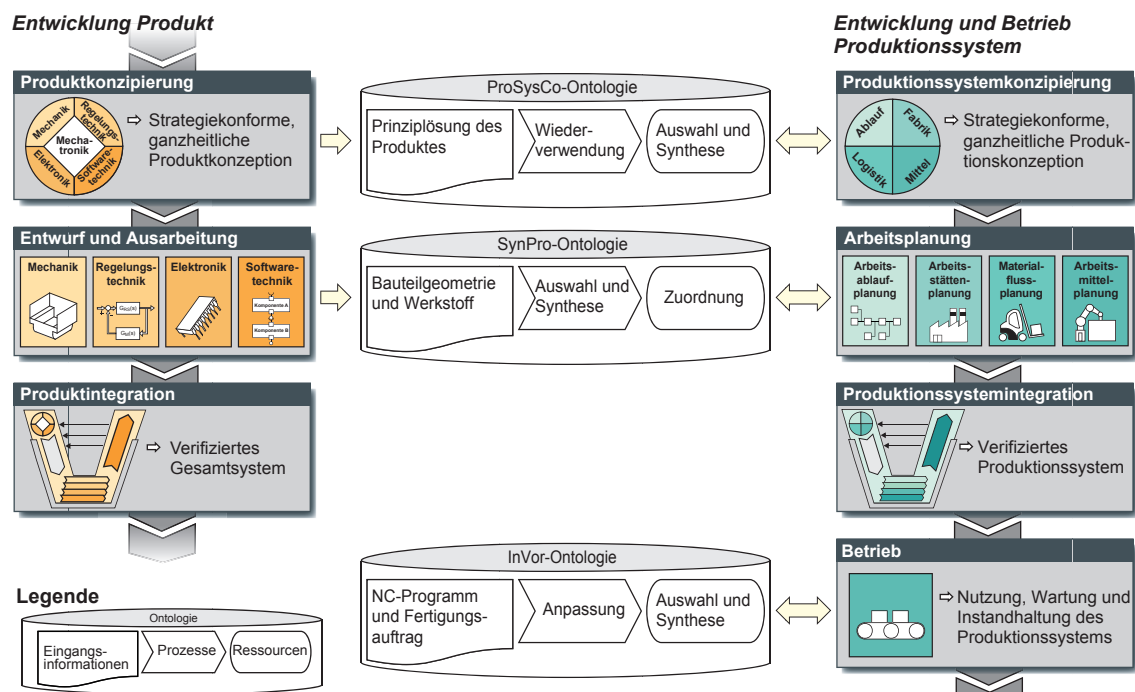 Entwicklung Produkt
Entwicklung und Betrieb
Produktionssystem
Produktkonzipierung
Mechanik
Regelungs-
technik
Mecha-
tronik
Elektronik
Software-
technik
Strategiekonforme,
ganzheitliche
Produktkonzeption
ProSysCo-Ontologie
Prinziplösung des
Produktes
Wieder-
verwendung
Auswahl und
Synthese
Produktionssystemkonzipierung
Ablauf
Fabrik
Logistik
Mittel
Strategiekonforme,
ganzheitliche Produk-
tionskonzeption
Entwurf und Ausarbeitung
Mechanik
Regelungs-
technik
Elektronik
Software-
technik
Komponente A
Komponente B
SynPro-Ontologie
Bauteilgeometrie
und Werkstoff
Auswahl und
Synthese
Zuordnung
Arbeitsplanung
Arbeits-
ablauf-
planung
Arbeits-
stätten-
planung
Material-
fluss-
planung
Arbeits-
mittel-
planung
Produktintegration
Verifiziertes
Gesamtsystem
Produktionssystemintegration
Verifiziertes
Produktionssystem
InVor-Ontologie
NC-Programm
und Fertigungs-
auftrag
Anpassung
Auswahl und
Synthese
Betrieb
Nutzung, Wartung und
Instandhaltung des
Produktionssystems
Legende
Ontologie
Eingangs-
informationen
Prozesse
Ressourcen